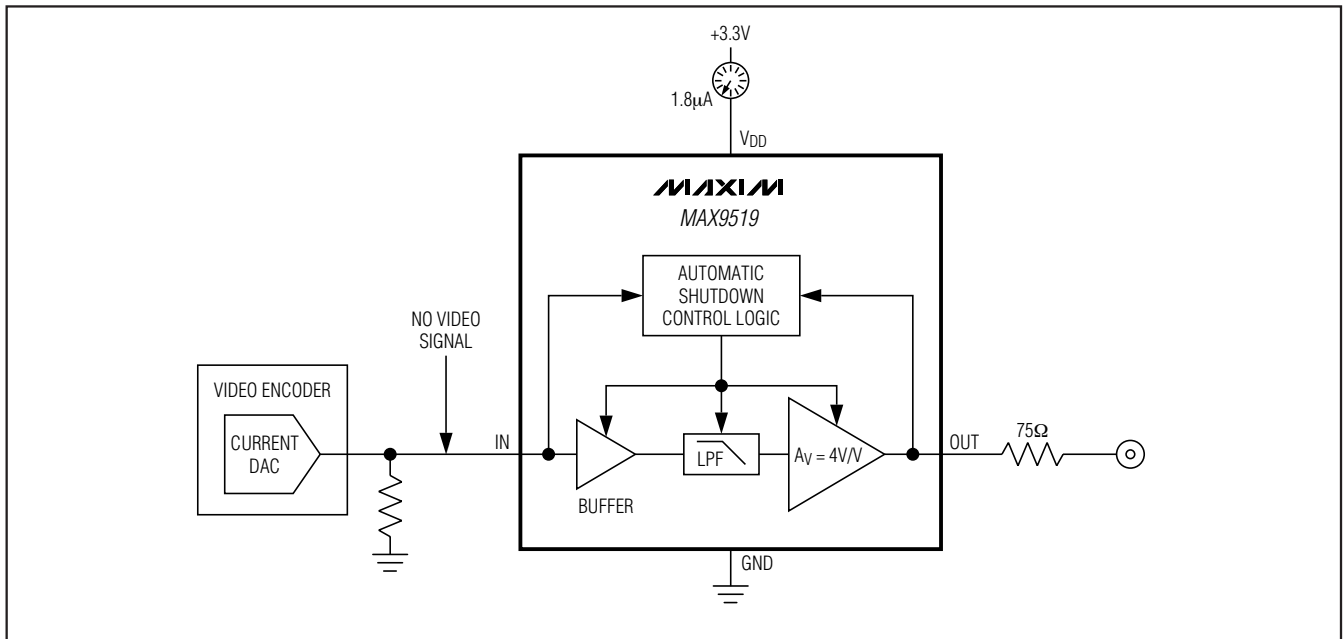 +3.3V
1.8μA
VDD
MAXIM
MAX9519
AUTOMATIC
SHUTDOWN
CONTROL LOGIC
NO VIDEO
SIGNAL
VIDEO ENCODER
CURRENT
DAC
IN
BUFFER
LPF
AV = 4V/V
OUT
75Ω
GND